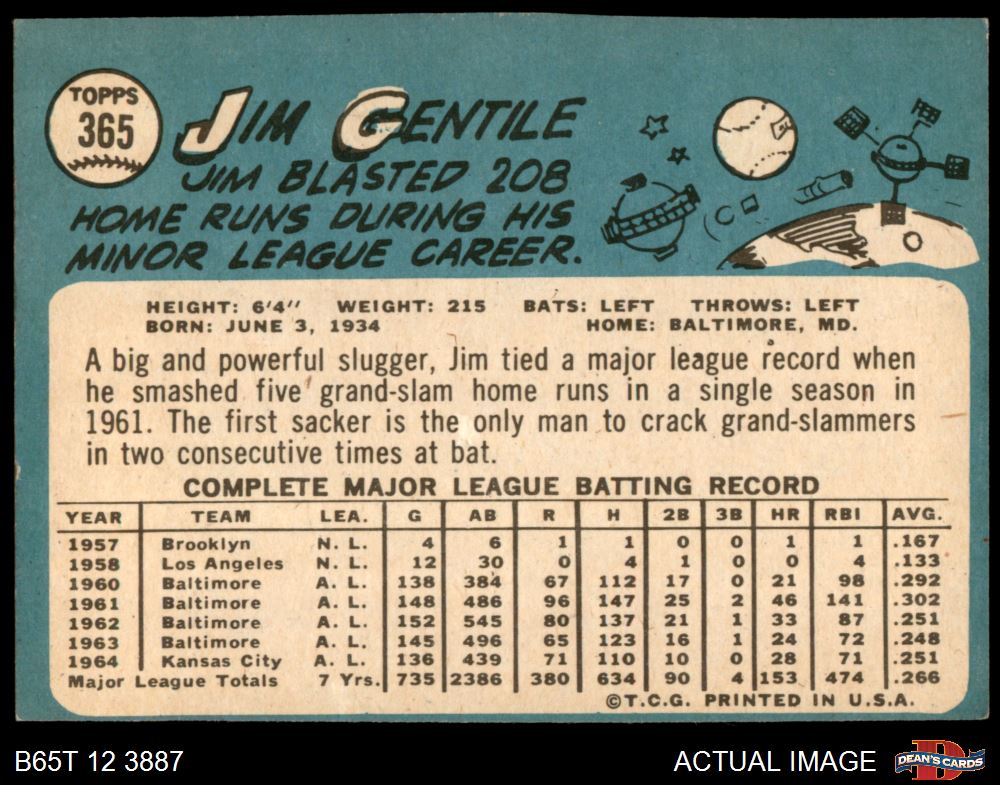 TOPPS
365
JIM GENTILE
JIM BLASTED 208
HOME RUNS DURING HIS
MINOR LEAGUE CAREER.
HEIGHT: 6'4" WEIGHT: 215 BATS: LEFT THROWS: LEFT
BORN: JUNE 3, 1934 HOME: BALTIMORE, MD.
A big and powerful slugger, Jim tied a major league record when
he smashed five grand-slam home runs in a single season in
1961. The first sacker is the only man to crack grand-slammers
in two consecutive times at bat.
COMPLETE MAJOR LEAGUE BATTING RECORD
YEAR TEAM LEA. G AB R H 2B 3B HR RBI AVG.
1957 Brooklyn N. L. 4 6 1 1 0 0 1 1 .167
1958 Los Angeles N. L. 12 30 0 4 1 0 0 4 .133
1960 Baltimore A. L. 138 384 67 112 17 0 21 98 .292
1961 Baltimore A. L. 148 486 96 147 25 2 46 141 .302
1962 Baltimore A. L. 152 545 80 137 21 1 33 87 .251
1963 Baltimore A. L. 145 496 65 123 16 1 24 72 .248
1964 Kansas City A. L. 136 439 71 110 10 0 28 71 .251
Major League Totals 7 Yrs. 735 2386 380 634 90 4 153 474 .266
©T.C.G. PRINTED IN U.S.A.
B65T 12 3887 ACTUAL IMAGE DEAN'S CARDS